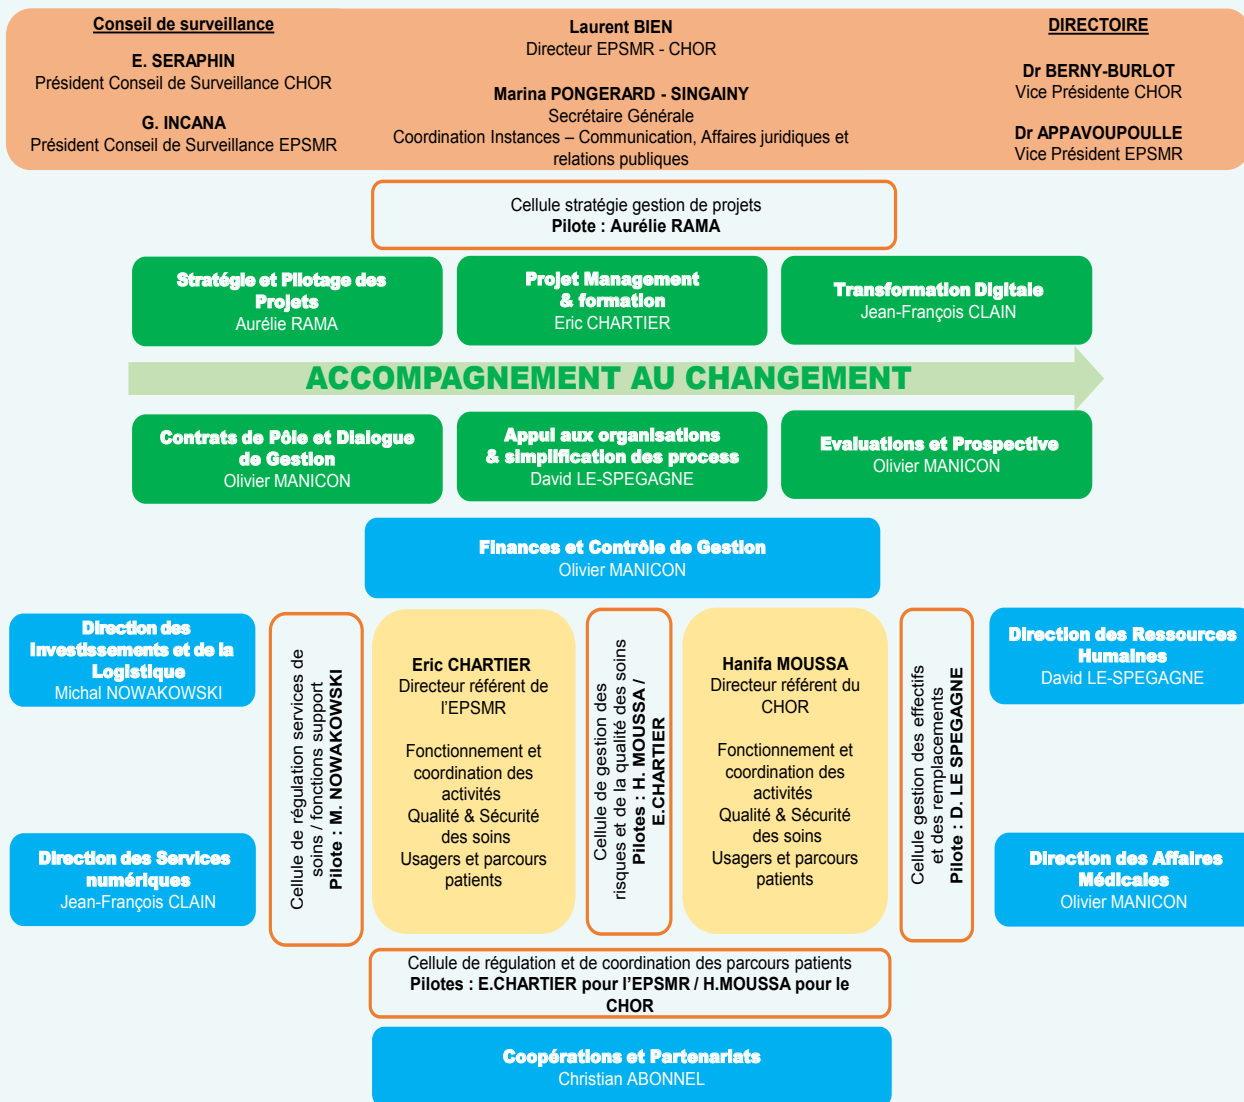 Conseil de surveillance
E. SERAPHIN
Président Conseil de Surveillance CHOR
G. INCANA
Président Conseil de Surveillance EPSMR
Laurent BIEN
Directeur EPSMR - CHOR
Marina PONGERARD - SINGAINY
Secrétaire Générale
Coordination Instances – Communication, Affaires juridiques et
relations publiques
DIRECTOIRE
Dr BERNY-BURLOT
Vice Présidente CHOR
Dr APPAVOUPOULLE
Vice Président EPSMR
Cellule stratégie gestion de projets
Pilote : Aurélie RAMA
Stratégie et Pilotage des
Projets
Aurélie RAMA
Projet Management
& formation
Eric CHARTIER
Transformation Digitale
Jean-François CLAIN
ACCOMPAGNEMENT AU CHANGEMENT
Contrats de Pôle et Dialogue
de Gestion
Olivier MANICON
Appui aux organisations
& simplification des process
David LE-SPEGAGNE
Evaluations et Prospective
Olivier MANICON
Finances et Contrôle de Gestion
Olivier MANICON
Direction des
Investissements et de la
Logistique
Michal NOWAKOWSKI
Direction des Services
numériques
Jean-François CLAIN
Cellule de régulation services de
soins / fonctions support
Pilote : M. NOWAKOWSKI
Eric CHARTIER
Directeur référent de
l'EPSMR
Fonctionnement et
coordination des
activités
Qualité & Sécurité
des soins
Usagers et parcours
patients
Cellule de gestion des
risques et de la qualité des soins
Pilotes : H. MOUSSA /
E.CHARTIER
Hanifa MOUSSA
Directeur référent du
CHOR
Fonctionnement et
coordination des
activités
Qualité & Sécurité
des soins
Usagers et parcours
patients
Cellule gestion des effectifs
et des remplacements
Pilote : D. LE SPEGAGNE
Direction des Ressources
Humaines
David LE-SPEGAGNE
Direction des Affaires
Médicales
Olivier MANICON
Cellule de régulation et de coordination des parcours patients
Pilotes : E.CHARTIER pour l'EPSMR / H.MOUSSA pour le
CHOR
Coopérations et Partenariats
Christian ABONNEL